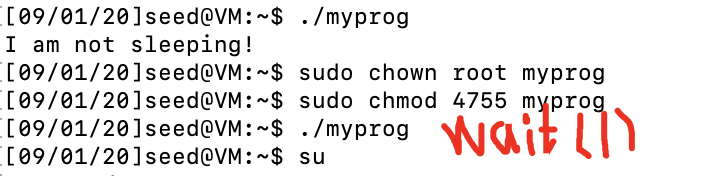 [09/01/20]seed@VM:~$ ./myprog
I am not sleeping!
[09/01/20]seed@VM:~$ sudo chown root myprog
[09/01/20]seed@VM:~$ sudo chmod 4755 myprog
[09/01/20]seed@VM:~$ ./myprog wait(1)
[09/01/20]seed@VM:~$ su